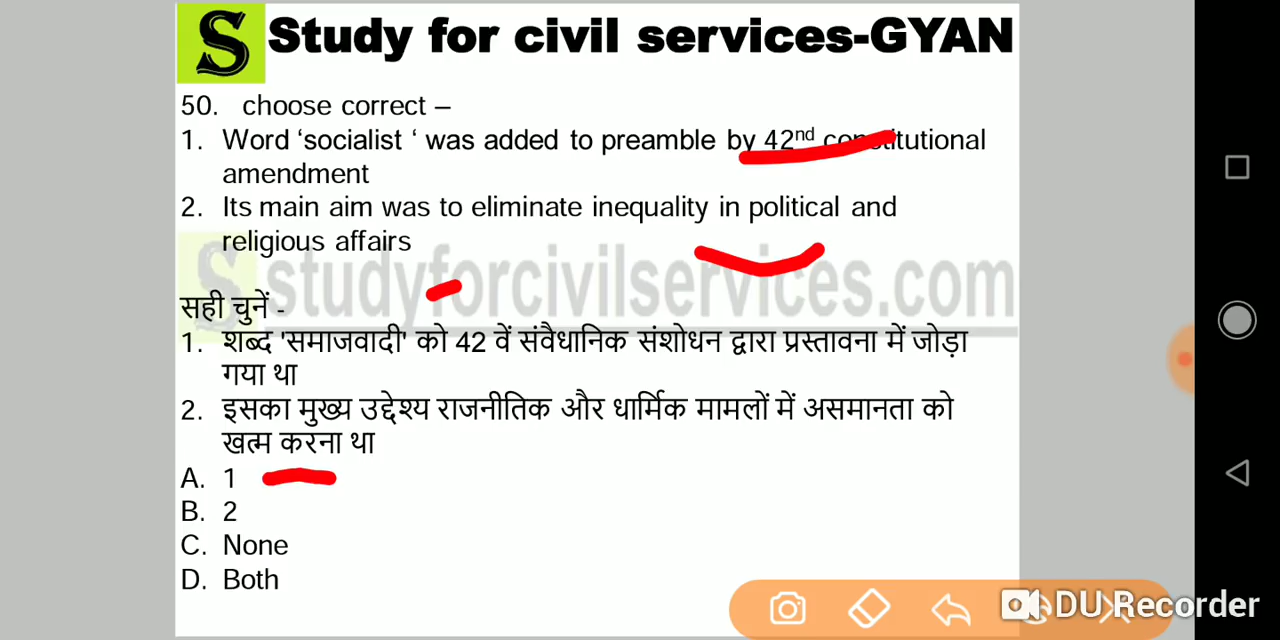 S Study for civil services-GYAN
50. choose correct –
1. Word ‘socialist ‘ was added to preamble by 42nd constitutional
amendment
2. Its main aim was to eliminate inequality in political and
religious affairs
S studyforcivilservices.com
सही चुनें -
1. शब्द 'समाजवादी' को 42 वें संवैधानिक संशोधन द्वारा प्रस्तावना में जोड़ा
गया था
2. इसका मुख्य उद्देश्य राजनीतिक और धार्मिक मामलों में असमानता को
खत्म करना था
A. 1
B. 2
C. None
D. Both
DU Recorder